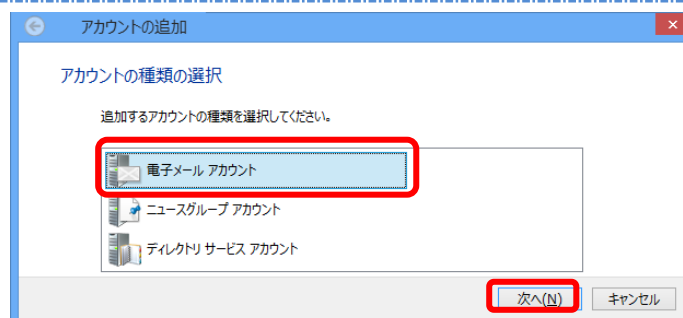 アカウントの追加
アカウントの種類の選択
追加するアカウントの種類を選択してください。
電子メール アカウント
ニュースグループ アカウント
ディレクトリ サービス アカウント
次へ(N) キャンセル